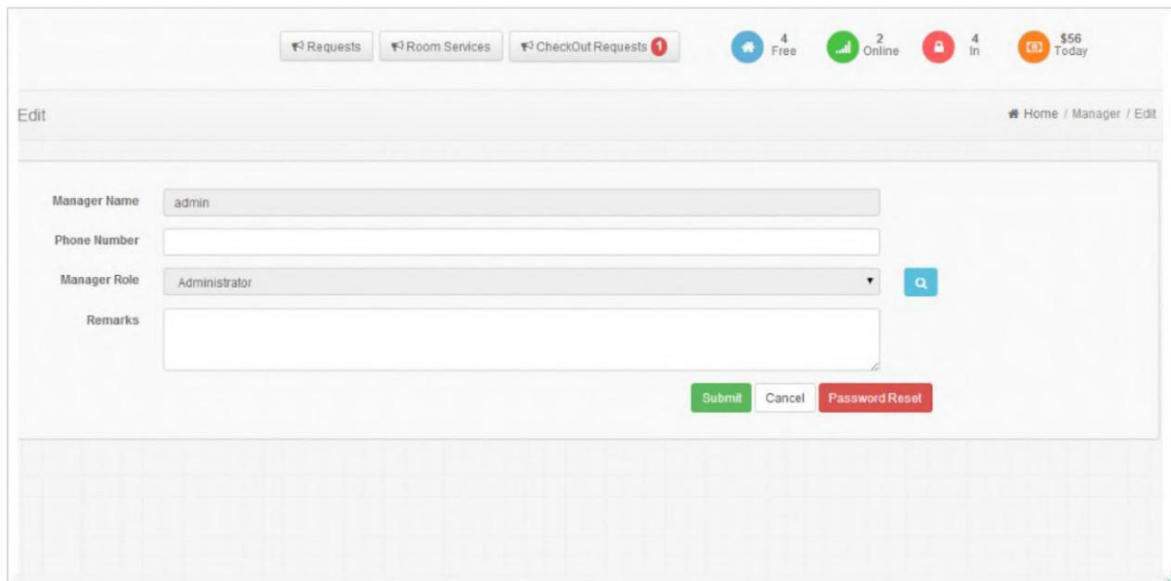 Requests Room Services CheckOut Requests 1 4 Free 2 Online 4 In $56 Today
Edit Home / Manager / Edit
Manager Name admin
Phone Number
Manager Role Administrator
Remarks
Submit Cancel Password Reset